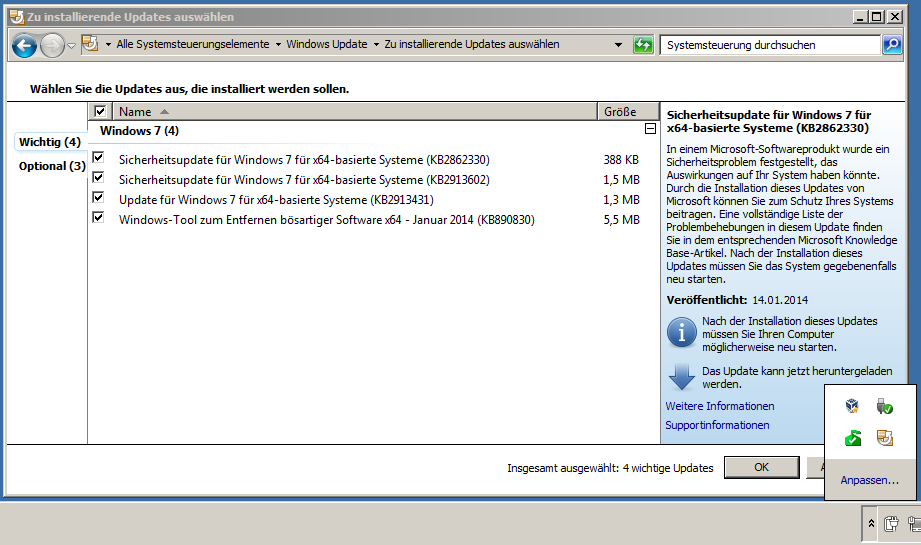 Zu installierende Updates auswählen
Alle Systemsteuerungselemente
Windows Update
Zu installierende Updates auswählen
Systemsteuerung durchsuchen
Wählen Sie die Updates aus, die installiert werden sollen.
Name
Größe
Wichtig (4)
Optional (3)
Windows 7 (4)
Sicherheitsupdate für Windows 7 für x64-basierte Systeme (KB2862330) 388 KB
Sicherheitsupdate für Windows 7 für x64-basierte Systeme (KB2913602) 1,5 MB
Update für Windows 7 für x64-basierte Systeme (KB2913431) 1,3 MB
Windows-Tool zum Entfernen bösartiger Software x64 - Januar 2014 (KB890830) 5,5 MB
Sicherheitsupdate für Windows 7 für
x64-basierte Systeme (KB2862330)
In einem Microsoft-Softwareprodukt wurde ein
Sicherheitsproblem festgestellt, das
Auswirkungen auf Ihr System haben könnte.
Durch die Installation dieses Updates von
Microsoft können Sie zum Schutz Ihres Systems
beitragen. Eine vollständige Liste der
Problembehebungen in diesem Update finden
Sie in dem entsprechenden Microsoft Knowledge
Base-Artikel. Nach der Installation dieses
Updates müssen Sie das System gegebenenfalls
neu starten.
Veröffentlicht: 14.01.2014
Nach der Installation dieses Updates
müssen Sie Ihren Computer
möglicherweise neu starten.
Das Update kann jetzt heruntergeladen
werden.
Weitere Informationen
Supportinformationen
Insgesamt ausgewählt: 4 wichtige Updates
OK
Anpassen...